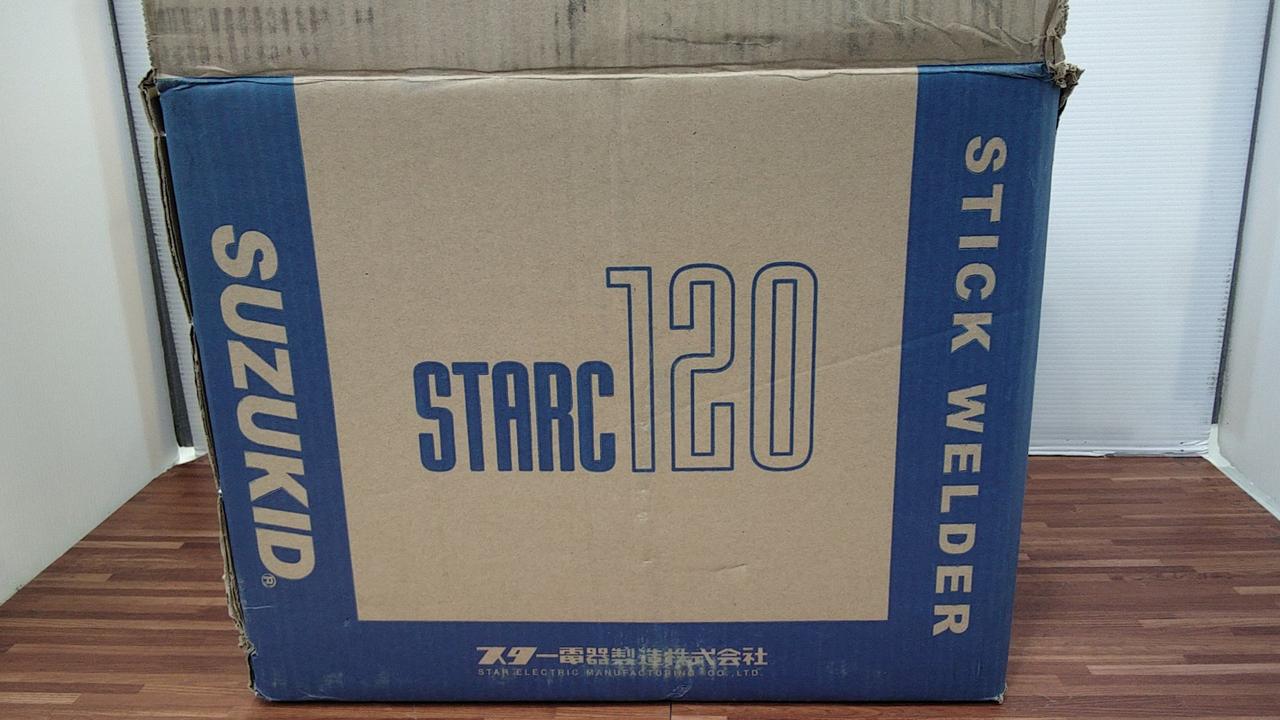 SUZUKID®
STARC120
STICK WELDER
スター電器製造株式会社
STAR ELECTRIC MANUFACTURING CO.,LTD.